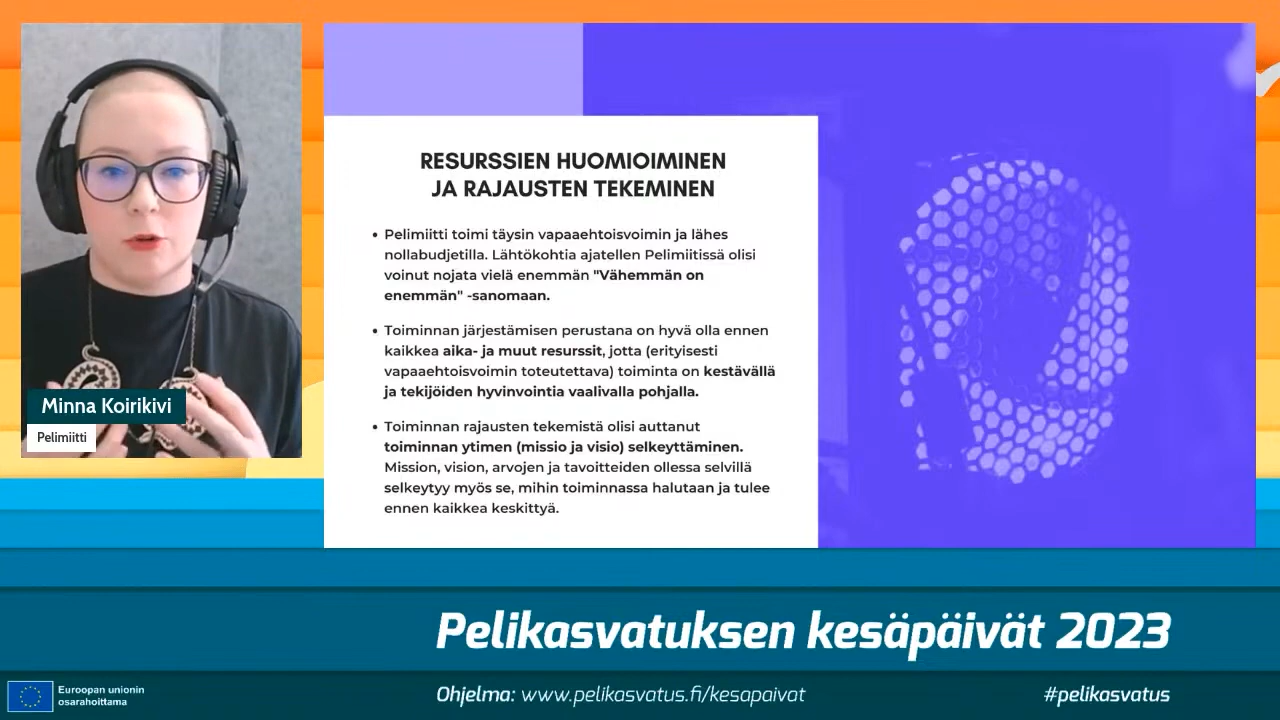 RESURSSIEN HUOMIOIMINEN
JA RAJAUSTEN TEKEMINEN
• Pelimiitti toimi täysin vapaaehtoisvoimin ja lähes
nollabudjetilla. Lähtökohtia ajatellen Pelimiitissä olisi
voinut nojata vielä enemmän "Vähemmän on
enemmän" -sanomaan.
• Toiminnan järjestämisen perustana on hyvä olla ennen
kaikkea aika- ja muut resurssit, jotta (erityisesti
vapaaehtoisvoimin toteutettava) toiminta on kestävällä
ja tekijöiden hyvinvointia vaalivalla pohjalla.
• Toiminnan rajausten tekemistä olisi auttanut
toiminnan ytimen (missio ja visio) selkeyttäminen.
Mission, vision, arvojen ja tavoitteiden ollessa selvillä
selkeytyy myös se, mihin toiminnassa halutaan ja tulee
ennen kaikkea keskittyä.
Minna Koirikivi
Pelimiitti
Pelikasvatuksen kesäpäivät 2023
Euroopan unionin
osarahoittama
Ohjelma: www.pelikasvatus.fi/kesapaivat
#pelikasvatus